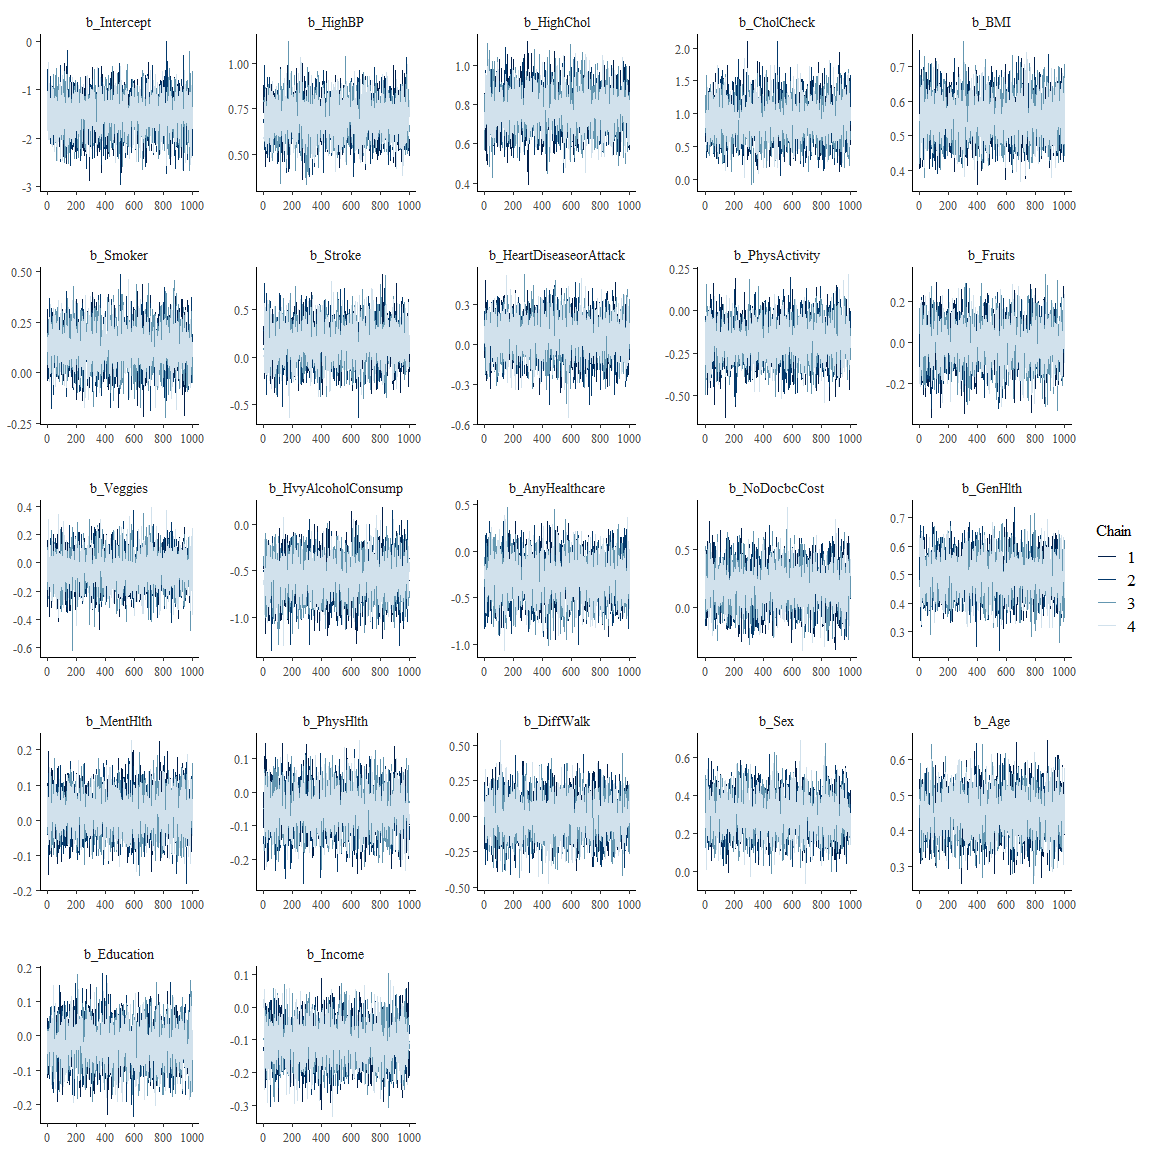 b_Intercept
0
-1
-2
-3
0 200 400 600 800 1000
b_HighBP
1.00
0.75
0.50
0 200 400 600 800 1000
b_HighChol
1.0
0.8
0.6
0.4
0 200 400 600 800 1000
b_CholCheck
2.0
1.5
1.0
0.5
0.0
0 200 400 600 800 1000
b_BMI
0.7
0.6
0.5
0.4
0 200 400 600 800 1000
b_Smoker
0.50
0.25
0.00
-0.25
0 200 400 600 800 1000
b_Stroke
0.5
0.0
-0.5
0 200 400 600 800 1000
b_HeartDiseaseorAttack
0.3
0.0
-0.3
-0.6
0 200 400 600 800 1000
b_PhysActivity
0.25
0.00
-0.25
-0.50
0 200 400 600 800 1000
b_Fruits
0.2
0.0
-0.2
0 200 400 600 800 1000
b_Veggies
0.4
0.2
0.0
-0.2
-0.4
-0.6
0 200 400 600 800 1000
b_HvyAlcoholConsump
0.0
-0.5
-1.0
0 200 400 600 800 1000
b_AnyHealthcare
0.5
0.0
-0.5
-1.0
0 200 400 600 800 1000
b_NoDocbcCost
0.5
0.0
0 200 400 600 800 1000
b_GenHlth
0.7
0.6
0.5
0.4
0.3
0 200 400 600 800 1000
Chain
1
2
3
4
b_MentHlth
0.2
0.1
0.0
-0.1
-0.2
0 200 400 600 800 1000
b_PhysHlth
0.1
0.0
-0.1
-0.2
0 200 400 600 800 1000
b_DiffWalk
0.50
0.25
0.00
-0.25
-0.50
0 200 400 600 800 1000
b_Sex
0.6
0.4
0.2
0.0
0 200 400 600 800 1000
b_Age
0.6
0.5
0.4
0.3
0 200 400 600 800 1000
b_Education
0.2
0.1
0.0
-0.1
-0.2
0 200 400 600 800 1000
b_Income
0.1
0.0
-0.1
-0.2
-0.3
0 200 400 600 800 1000